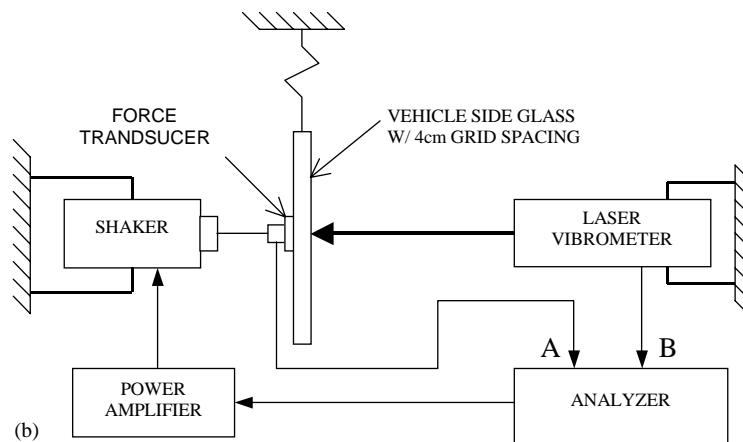 FORCE
TRANDSUCER
VEHICLE SIDE GLASS
W/ 4cm GRID SPACING
SHAKER
LASER
VIBROMETER
A
B
POWER
AMPLIFIER
ANALYZER
(b)